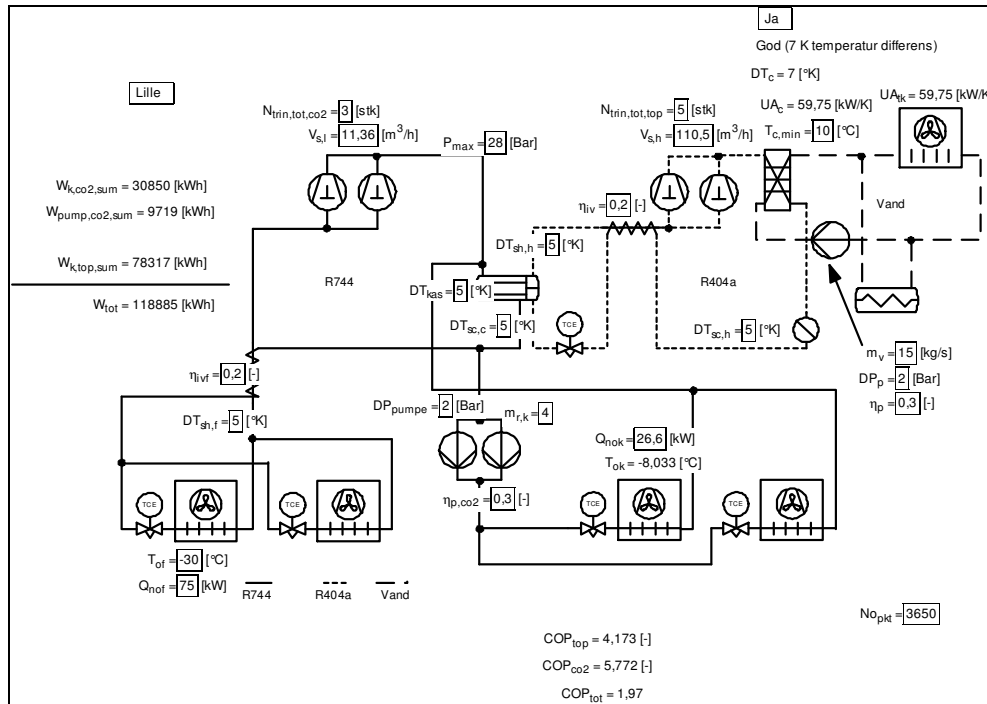 Ja
God (7 K temperatur differens)
DT_c = 7 [°K]
Lille
UA_tk = 59,75 [kW/K]
N_trin,tot,co2 = 3 [stk]
N_trin,tot,top = 5 [stk]
UA_c = 59,75 [kW/K]
V_s,l = 11,36 [m³/h]
V_s,h = 110,5 [m³/h]
T_c,min = 10 [°C]
P_max = 28 [Bar]
W_k,co2,sum = 30850 [kWh]
W_pump,co2,sum = 9719 [kWh]
η_iv = 0,2 [-]
Vand
DT_sh,h = 5 [°K]
W_k,top,sum = 78317 [kWh]
R744
R404a
W_tot = 118885 [kWh]
DT_kas = 5 [°K]
DT_sc,c = 5 [°K]
TCE
DT_sc,h = 5 [°K]
m_v = 15 [kg/s]
η_ivf = 0,2 [-]
DP_p = 2 [Bar]
DP_pumpe = 2 [Bar]
m_r,k = 4
η_p = 0,3 [-]
DT_sh,f = 5 [°K]
Q_nok = 26,6 [kW]
T_ok = -8,033 [°C]
η_p,co2 = 0,3 [-]
TCE
TCE
TCE
TCE
T_of = -30 [°C]
Q_nof = 75 [kW]
R744
R404a
Vand
No_pkt = 3650
COP_top = 4,173 [-]
COP_co2 = 5,772 [-]
COP_tot = 1,97